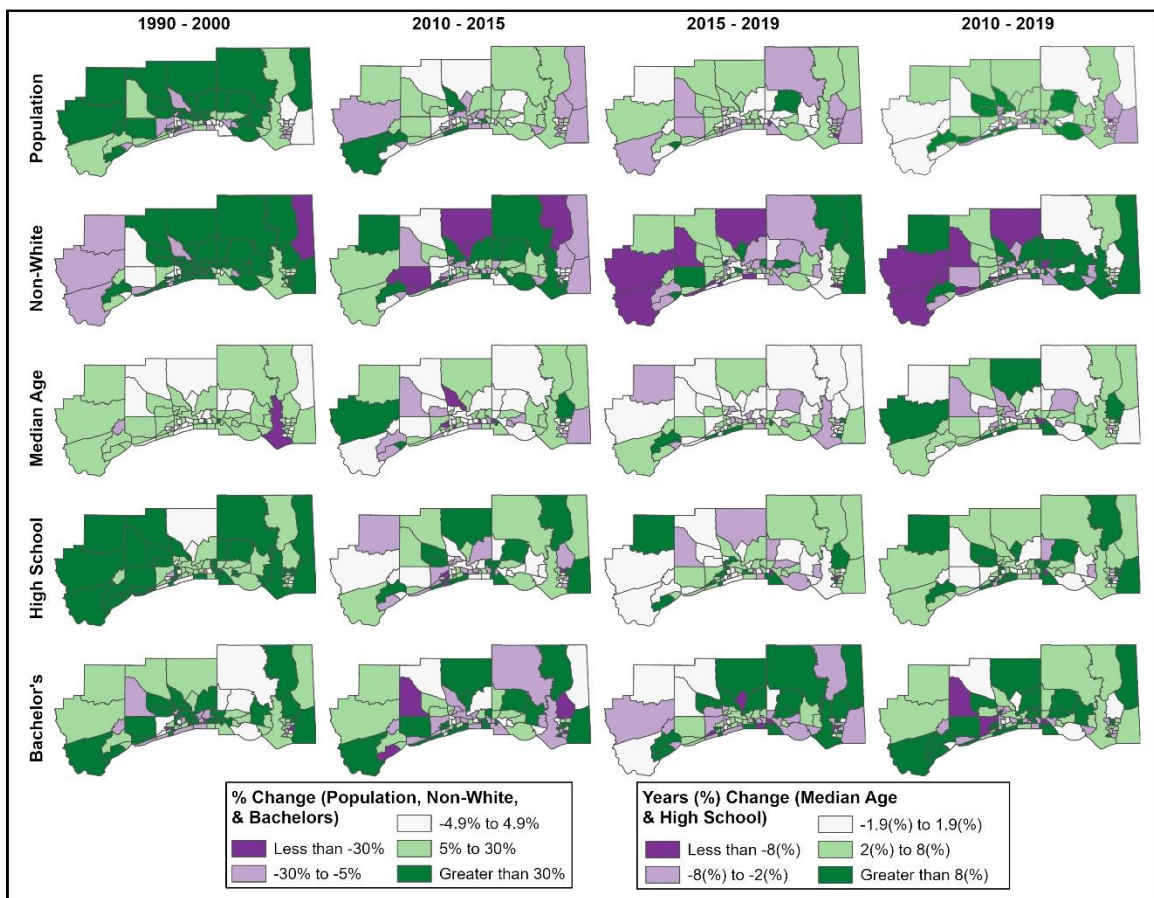 1990 - 2000
2010 - 2015
2015 - 2019
2010 - 2019
Population
Non-White
Median Age
High School
Bachelor's
% Change (Population, Non-White,
& Bachelors)
Less than -30%
-30% to -5%
-4.9% to 4.9%
5% to 30%
Greater than 30%
Years (%) Change (Median Age
& High School)
Less than -8(%)
-8(%) to -2(%)
-1.9(%) to 1.9(%)
2(%) to 8(%)
Greater than 8(%)